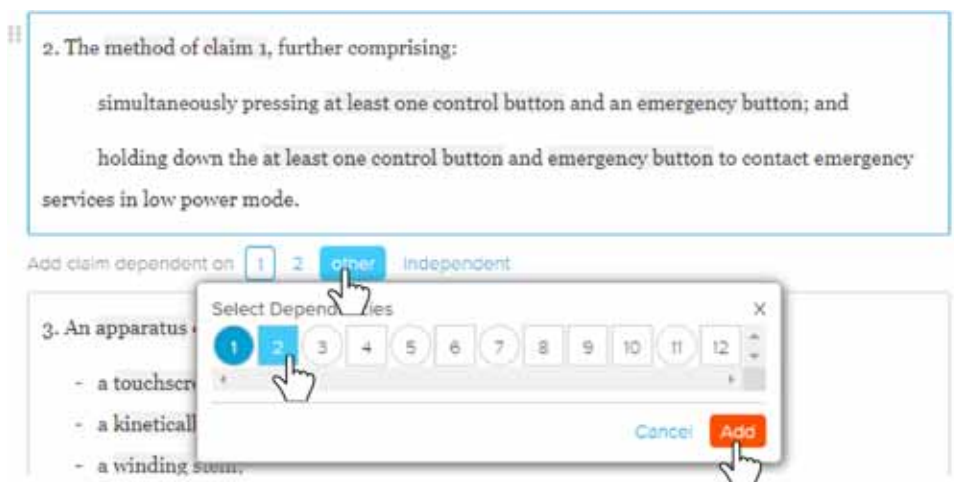 2. The method of claim 1, further comprising:
simultaneously pressing at least one control button and an emergency button; and
holding down the at least one control button and emergency button to contact emergency
services in low power mode.
Add claim dependent on 1 2 other Independent
Select Dependencies X
3. An apparatus
1 2 3 4 5 6 7 8 9 10 11 12
- a
- a
Cancel Add
- a winding stem,